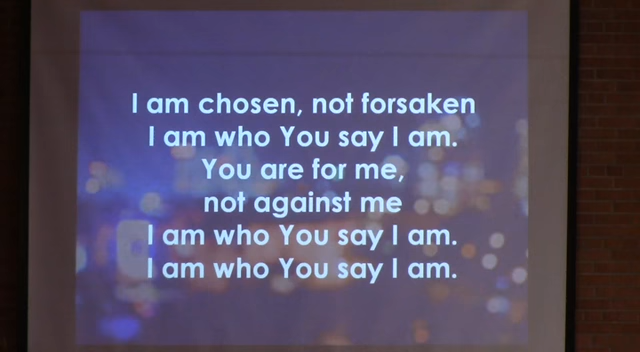 I am chosen, not forsaken
I am who You say I am.
You are for me,
not against me
I am who You say I am.
I am who You say I am.